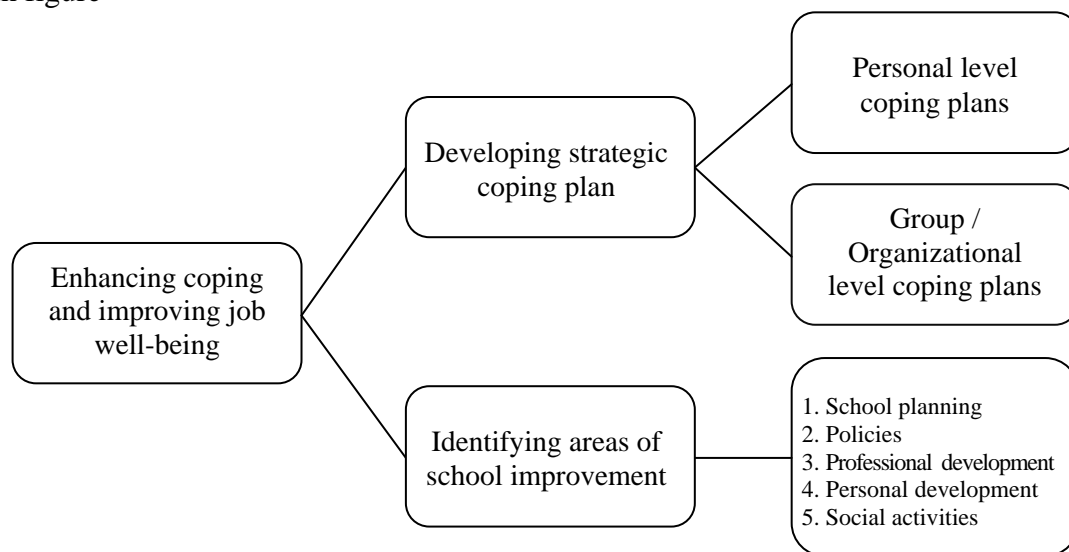 Personal level
coping plans
Developing strategic
coping plan
Group /
Organizational
level coping plans
Enhancing coping
and improving job
well-being
Identifying areas of
school improvement
1. School planning
2. Policies
3. Professional development
4. Personal development
5. Social activities